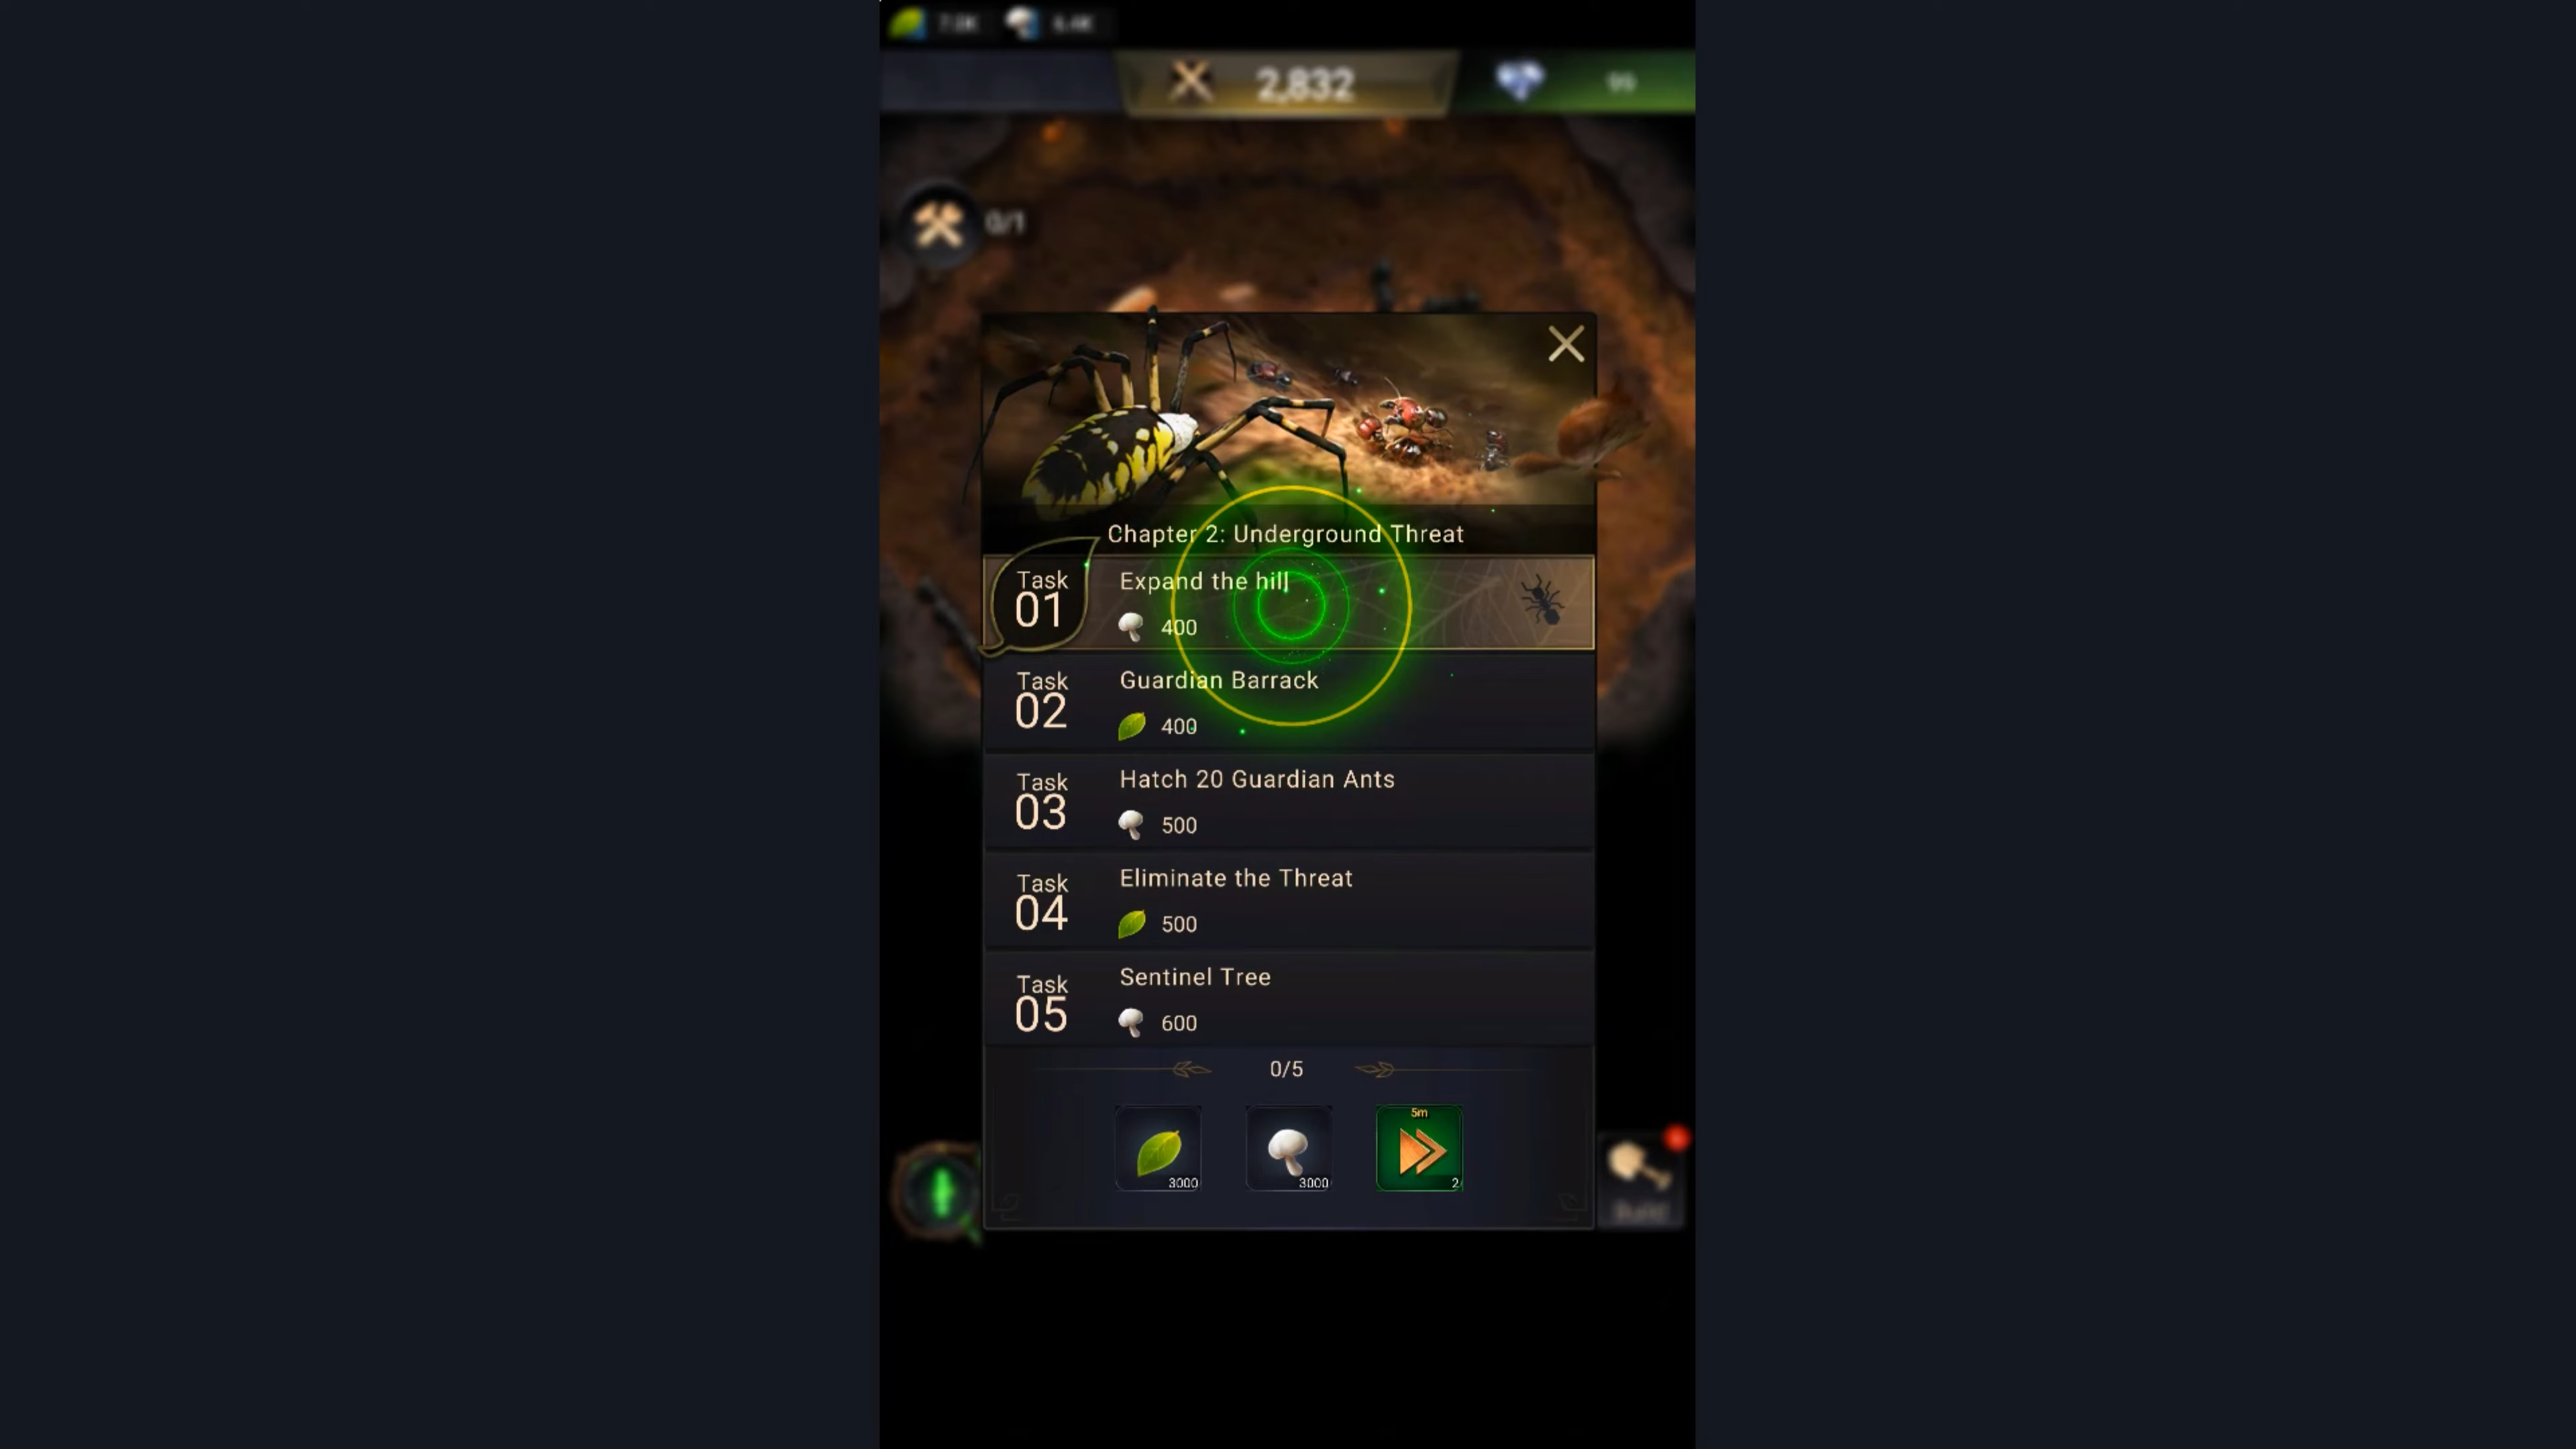 2,832
99
0/1
Chapter 2: Underground Threat
Task 01
Expand the hill
400
Task 02
Guardian Barrack
400
Task 03
Hatch 20 Guardian Ants
500
Task 04
Eliminate the Threat
500
Task 05
Sentinel Tree
600
0/5
5m
3000
3000
2
Build